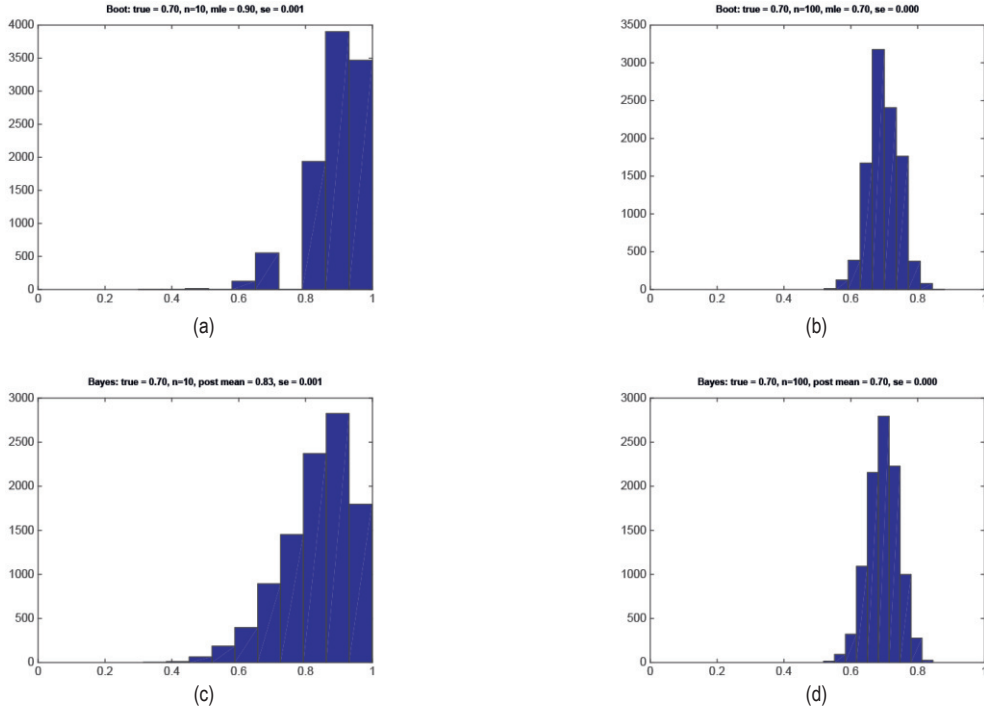 Boot: true = 0.70, n=10, mle = 0.90, se = 0.001
4000
3500
3000
2500
2000
1500
1000
500
0
0 0.2 0.4 0.6 0.8 1
(a)
Boot: true = 0.70, n=100, mle = 0.70, se = 0.000
3500
3000
2500
2000
1500
1000
500
0
0 0.2 0.4 0.6 0.8 1
(b)
Bayes: true = 0.70, n=10, post mean = 0.83, se = 0.001
3000
2500
2000
1500
1000
500
0
0 0.2 0.4 0.6 0.8 1
(c)
Bayes: true = 0.70, n=100, post mean = 0.70, se = 0.000
3000
2500
2000
1500
1000
500
0
0 0.2 0.4 0.6 0.8 1
(d)